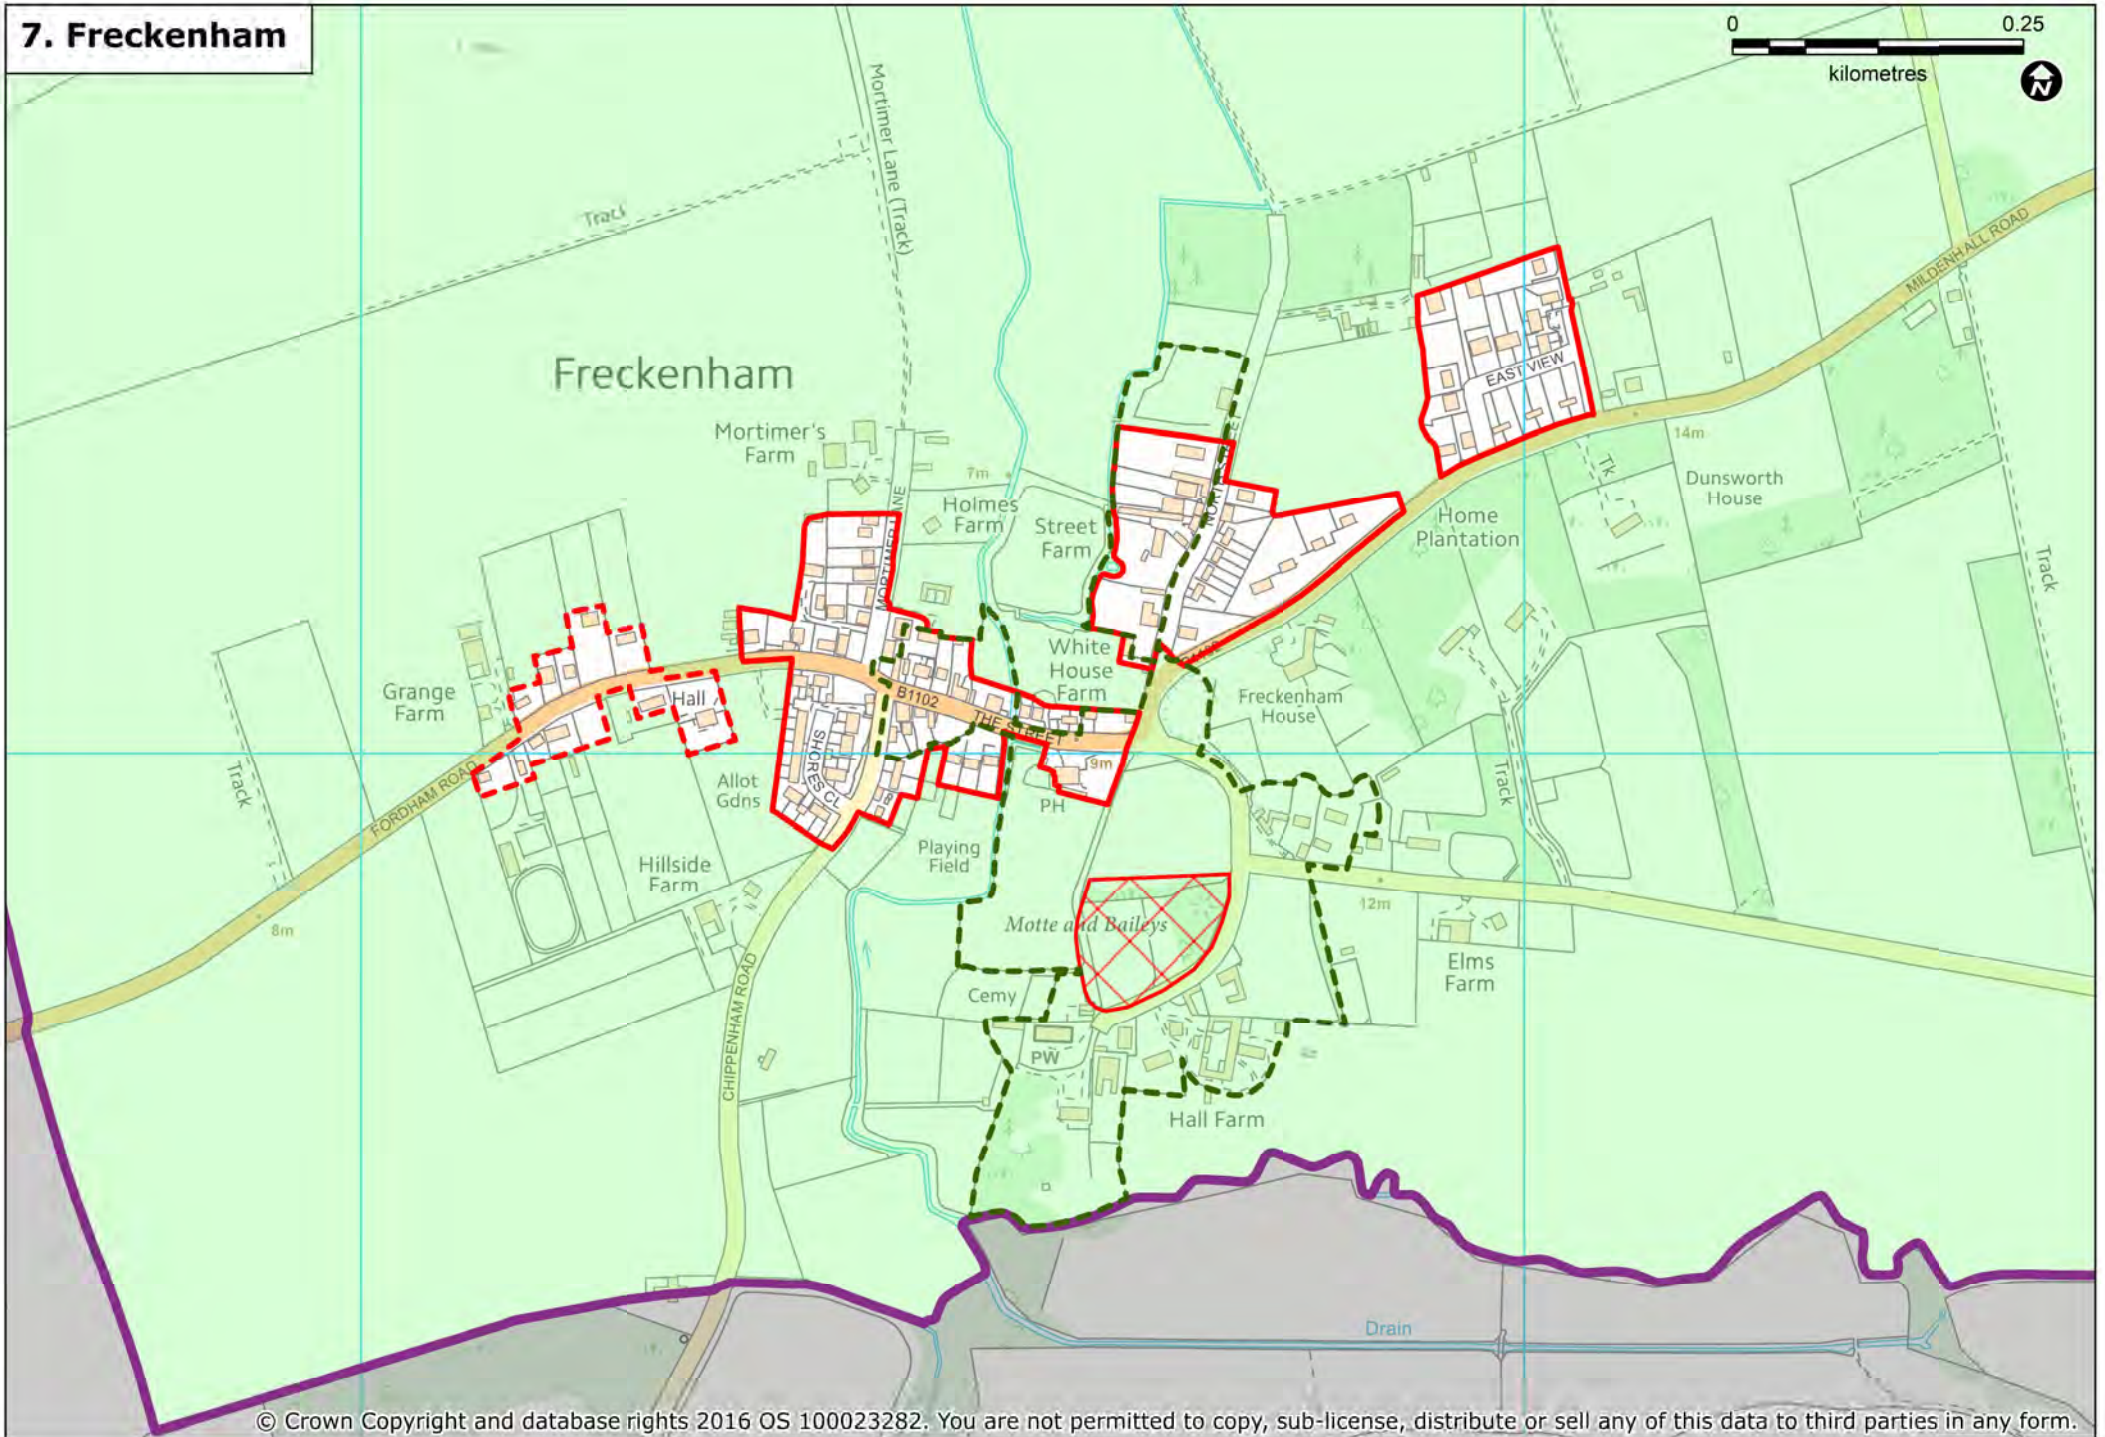 7. Freckenham
0 0.25
kilometres
N
Mortimer Lane (Track)
Track
MILDENHALL ROAD
Freckenham
EAST VIEW
Mortimer's
Farm
14m
Tk
7m
Dunsworth
House
MORTIMER LANE
Holmes
Farm
Street
Farm
Home
Plantation
Track
White
House
Farm
Grange
Farm
Hall
B1102
THE STREET
Freckenham
House
SHORES CL
9m
Track
FORDHAM ROAD
Allot
Gdns
PH
Track
Playing
Field
Hillside
Farm
12m
8m
Motte and Baileys
Elms
Farm
Cemy
CHIPPENHAM ROAD
PW
Hall Farm
Drain
© Crown Copyright and database rights 2016 OS 100023282. You are not permitted to copy, sub-license, distribute or sell any of this data to third parties in any form.